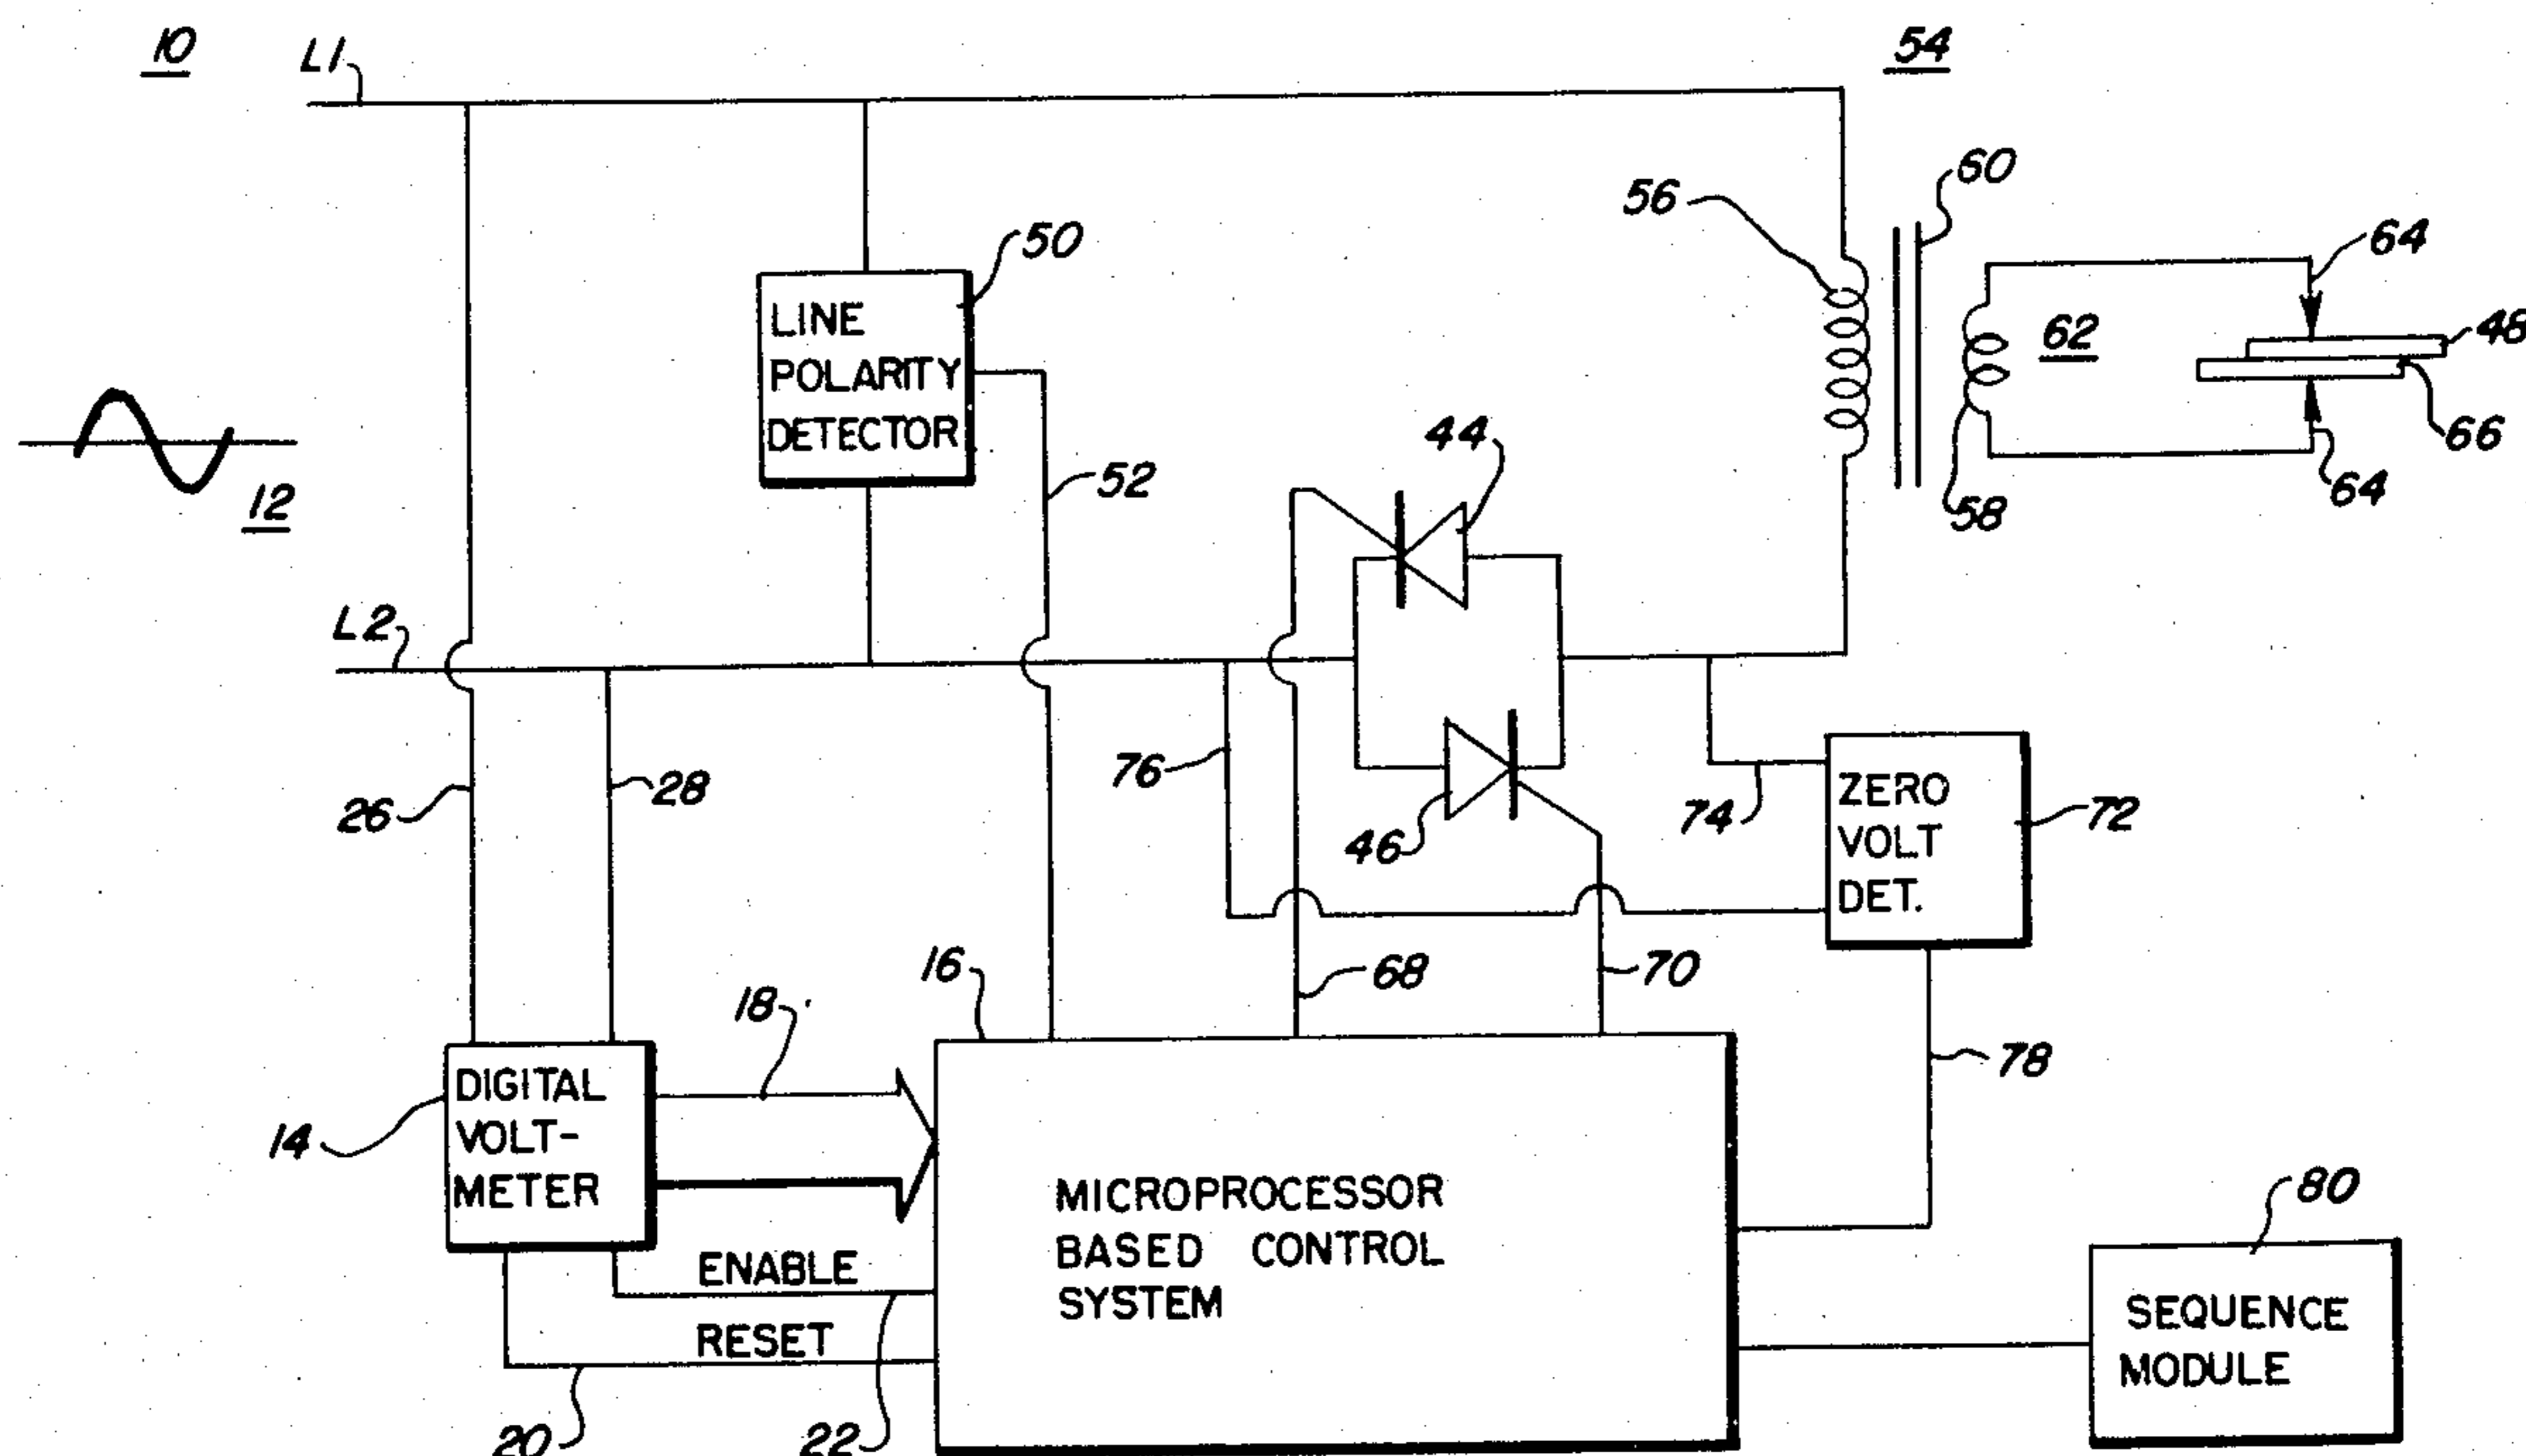 10
L1
54
60
56
50
64
LINE
POLARITY
DETECTOR
62
48
44
66
52
12
58
64
L2
76
28
26
46
74
ZERO
VOLT
DET.
72
16
68
70
18
78
DIGITAL
VOLT-
METER
14
MICROPROCESSOR
BASED CONTROL
SYSTEM
80
ENABLE
RESET
SEQUENCE
MODULE
20
22